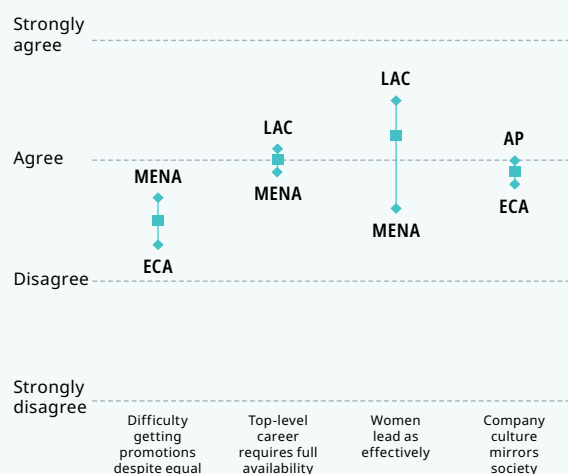 Strongly
agree
LAC
LAC
AP
Agree
MENA
MENA
ECA
MENA
ECA
Disagree
Strongly
disagree
Difficulty
getting
promotions
despite equal
Top-level
career
requires full
availability
Women
lead as
effectively
Company
culture
mirrors
society